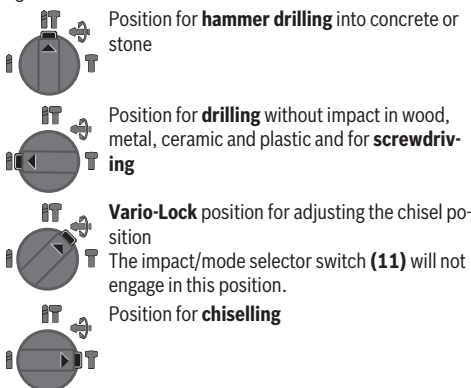 Position for hammer drilling into concrete or
stone
Position for drilling without impact in wood,
metal, ceramic and plastic and for screwdriv-
ing
Vario-Lock position for adjusting the chisel po-
sition
The impact/mode selector switch (11) will not
engage in this position.
Position for chiselling